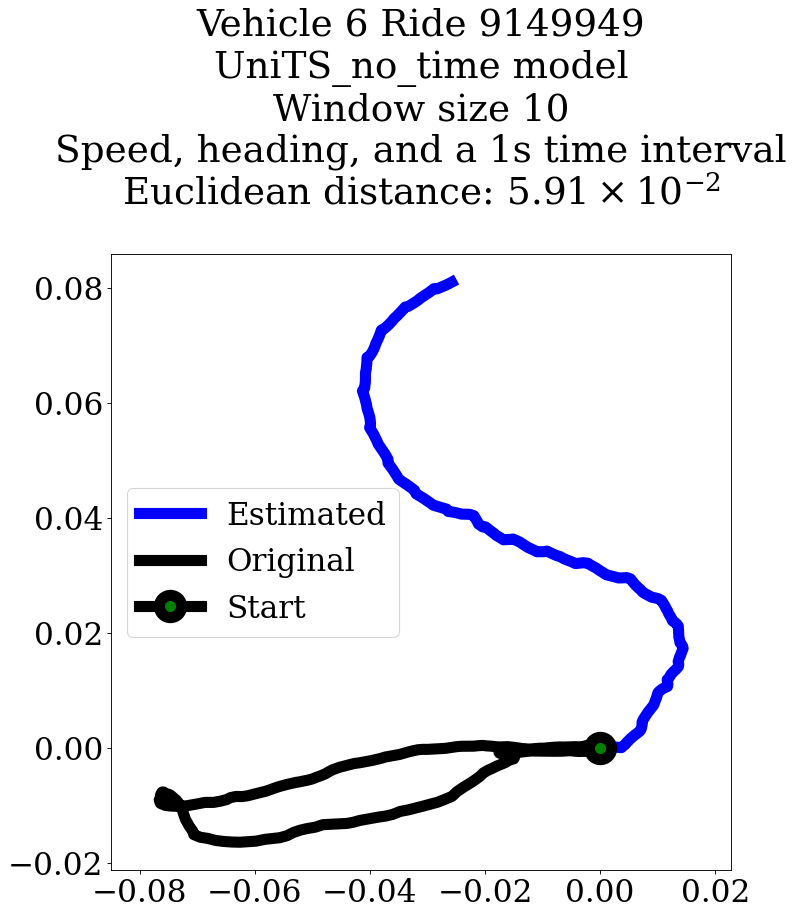 Vehicle 6 Ride 9149949
UniTS_no_time model
Window size 10
Speed, heading, and a 1s time interval
Euclidean distance: 5.91 × 10⁻²
0.08
0.06
0.04
0.02
0.00
−0.02
Estimated
Original
Start
−0.08 −0.06 −0.04 −0.02 0.00 0.02